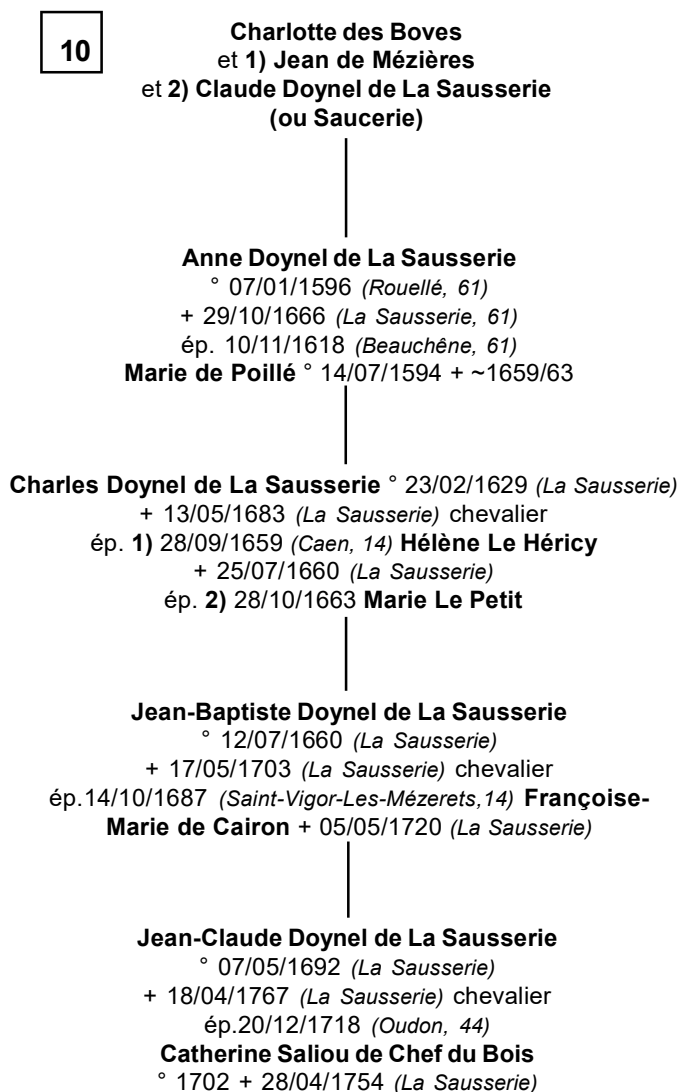 10
Charlotte des Boves
et 1) Jean de Mézières
et 2) Claude Doynel de La Sausserie
(ou Saucerie)
Anne Doynel de La Sausserie
° 07/01/1596 (Rouellé, 61)
+ 29/10/1666 (La Sausserie, 61)
ép. 10/11/1618 (Beauchêne, 61)
Marie de Poillé ° 14/07/1594 + ~1659/63
Charles Doynel de La Sausserie ° 23/02/1629 (La Sausserie)
+ 13/05/1683 (La Sausserie) chevalier
ép. 1) 28/09/1659 (Caen, 14) Hélène Le Héricy
+ 25/07/1660 (La Sausserie)
ép. 2) 28/10/1663 Marie Le Petit
Jean-Baptiste Doynel de La Sausserie
° 12/07/1660 (La Sausserie)
+ 17/05/1703 (La Sausserie) chevalier
ép.14/10/1687 (Saint-Vigor-Les-Mézerets,14) Françoise-
Marie de Cairon + 05/05/1720 (La Sausserie)
Jean-Claude Doynel de La Sausserie
° 07/05/1692 (La Sausserie)
+ 18/04/1767 (La Sausserie) chevalier
ép.20/12/1718 (Oudon, 44)
Catherine Saliou de Chef du Bois
° 1702 + 28/04/1754 (La Sausserie)